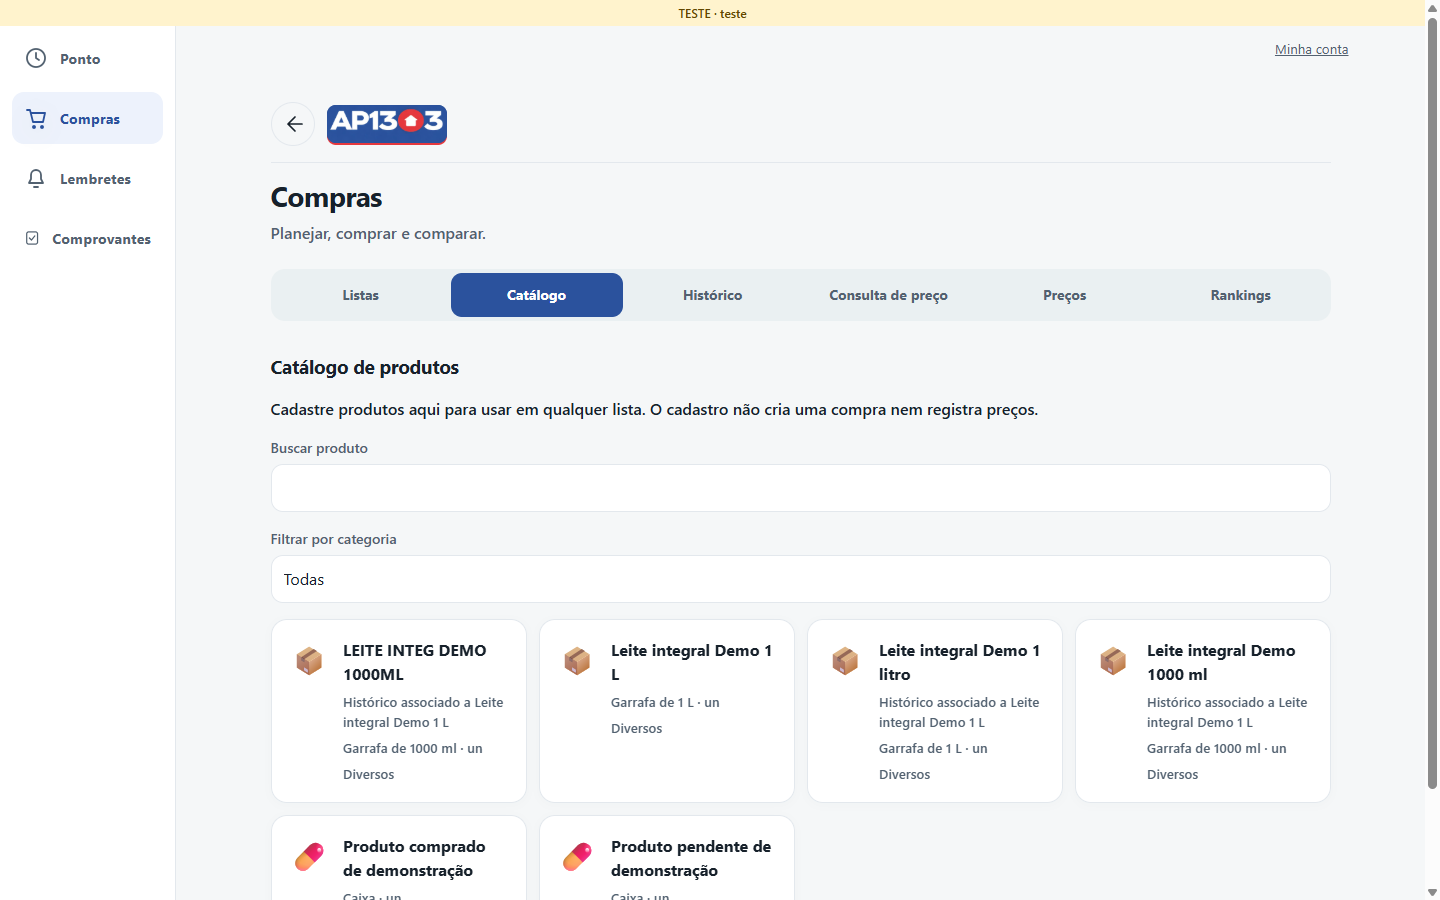 TESTE · teste
Minha conta
Ponto
Compras
Lembretes
Comprovantes
AP1303
Compras
Planejar, comprar e comparar.
Listas
Catálogo
Histórico
Consulta de preço
Preços
Rankings
Catálogo de produtos
Cadastre produtos aqui para usar em qualquer lista. O cadastro não cria uma compra nem registra preços.
Buscar produto
Filtrar por categoria
Todas
LEITE INTEG DEMO
1000ML
Histórico associado a Leite
integral Demo 1 L
Garrafa de 1000 ml · un
Diversos
Leite integral Demo 1
L
Garrafa de 1 L · un
Diversos
Leite integral Demo 1
litro
Histórico associado a Leite
integral Demo 1 L
Garrafa de 1 L · un
Diversos
Leite integral Demo
1000 ml
Histórico associado a Leite
integral Demo 1 L
Garrafa de 1000 ml · un
Diversos
Produto comprado
de demonstração
Caixa · un
Produto pendente de
demonstração
Caixa · un